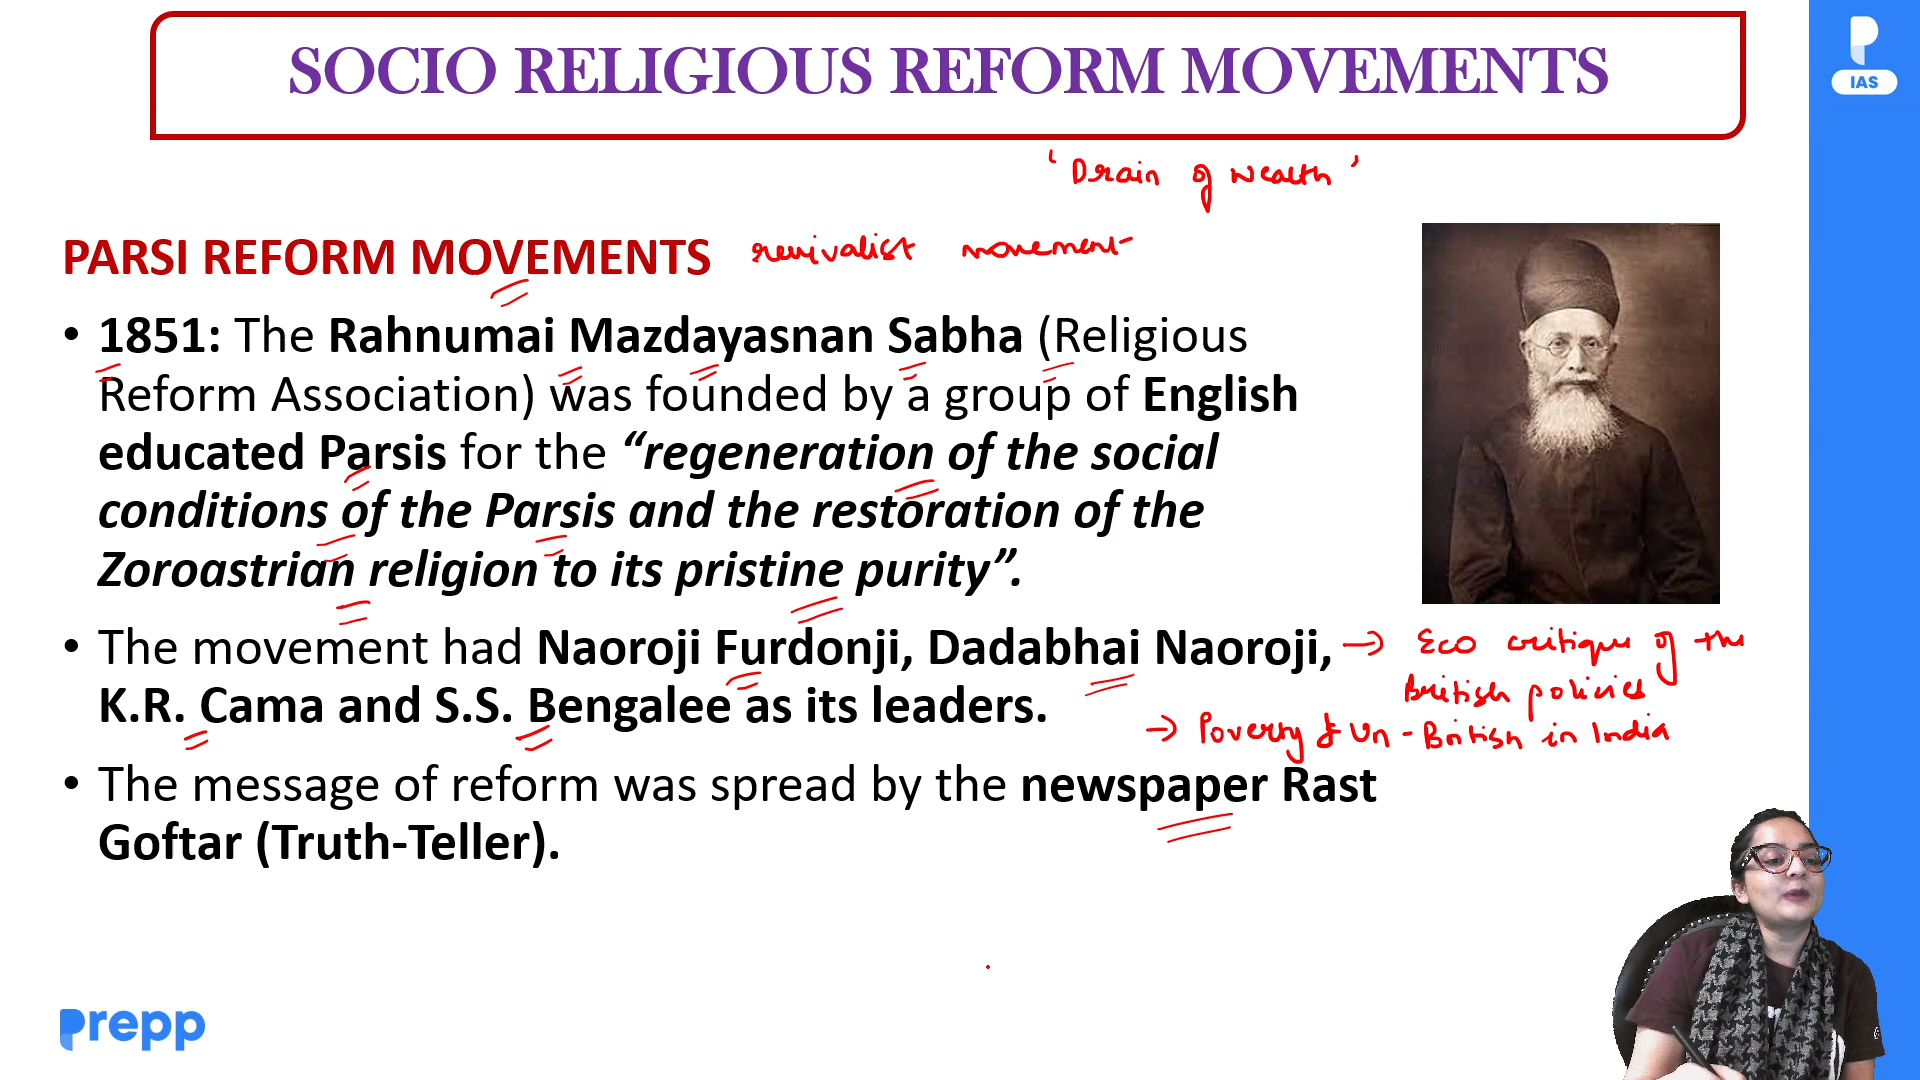 SOCIO RELIGIOUS REFORM MOVEMENTS
IAS
'Drain of wealth'
PARSI REFORM MOVEMENTS revivalist movement
• 1851: The Rahnumai Mazdayasnan Sabha (Religious
Reform Association) was founded by a group of English
educated Parsis for the “regeneration of the social
conditions of the Parsis and the restoration of the
Zoroastrian religion to its pristine purity”.
• The movement had Naoroji Furdonji, Dadabhai Naoroji,
K.R. Cama and S.S. Bengalee as its leaders.
→ Eco critique of the
British policies
→ Poverty & Un-British in India
• The message of reform was spread by the newspaper Rast
Goftar (Truth-Teller).
prepp